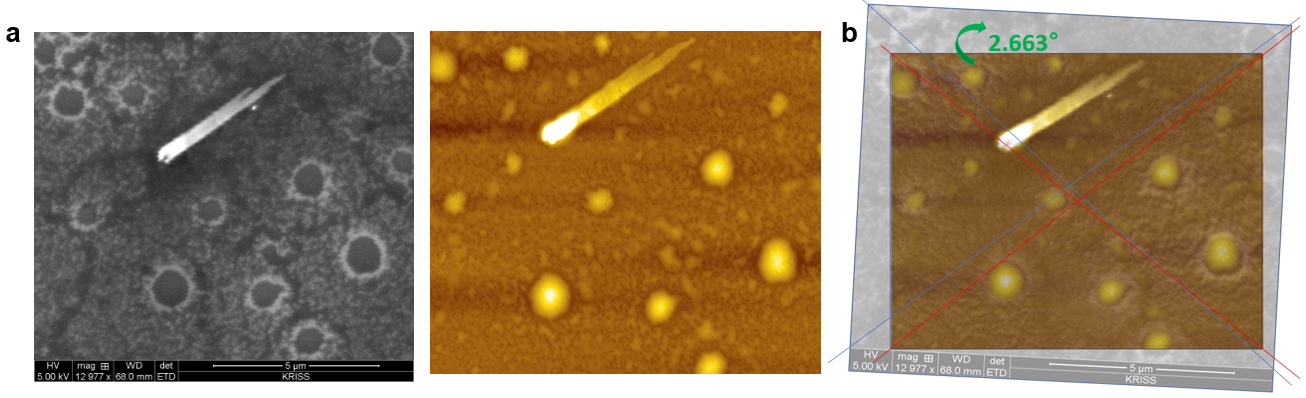 a
b
2.663°
HV mag ⊞ WD det 5 µm
5.00 kV 12 977 x 68.0 mm ETD KRISS
HV mag ⊞ WD det 5 µm
5.00 kV 12 977 x 68.0 mm ETD KRISS